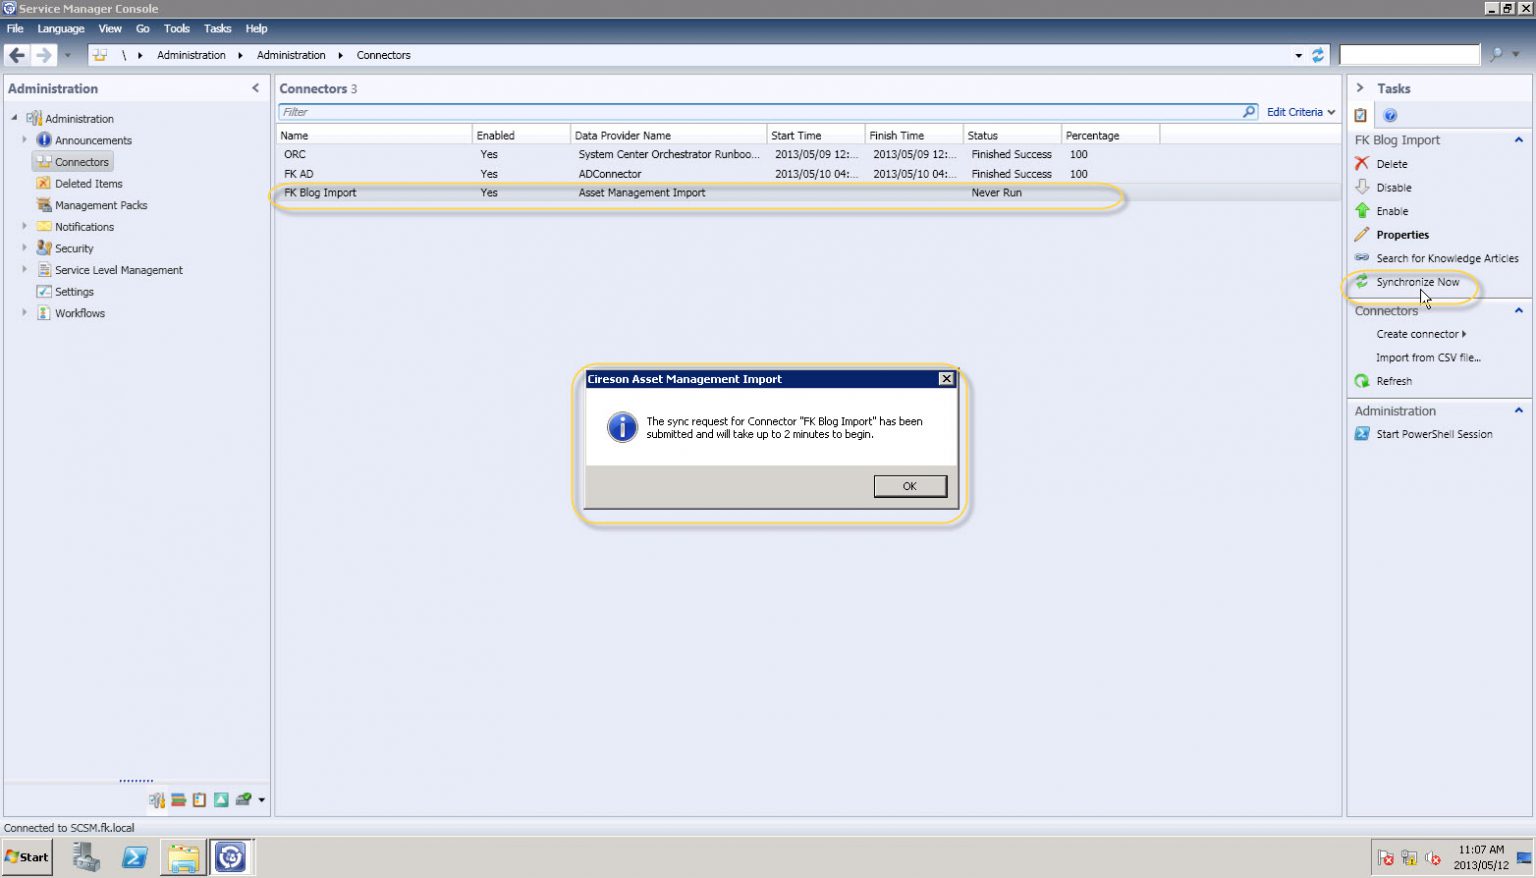 Service Manager Console
File Language View Go Tools Tasks Help
\ Administration Administration Connectors
Administration
Administration
Announcements
Connectors
Deleted Items
Management Packs
Notifications
Security
Service Level Management
Settings
Workflows
Connectors 3
Filter
Edit Criteria
Name Enabled Data Provider Name Start Time Finish Time Status Percentage
ORC Yes System Center Orchestrator Runboo... 2013/05/09 12:... 2013/05/09 12:... Finished Success 100
FK AD Yes ADConnector 2013/05/10 04:... 2013/05/10 04:... Finished Success 100
FK Blog Import Yes Asset Management Import Never Run
Cireson Asset Management Import
The sync request for Connector "FK Blog Import" has been
submitted and will take up to 2 minutes to begin.
OK
Tasks
FK Blog Import
Delete
Disable
Enable
Properties
Search for Knowledge Articles
Synchronize Now
Connectors
Create connector
Import from CSV file...
Refresh
Administration
Start PowerShell Session
Connected to SCSM.fk.local
Start
11:07 AM
2013/05/12